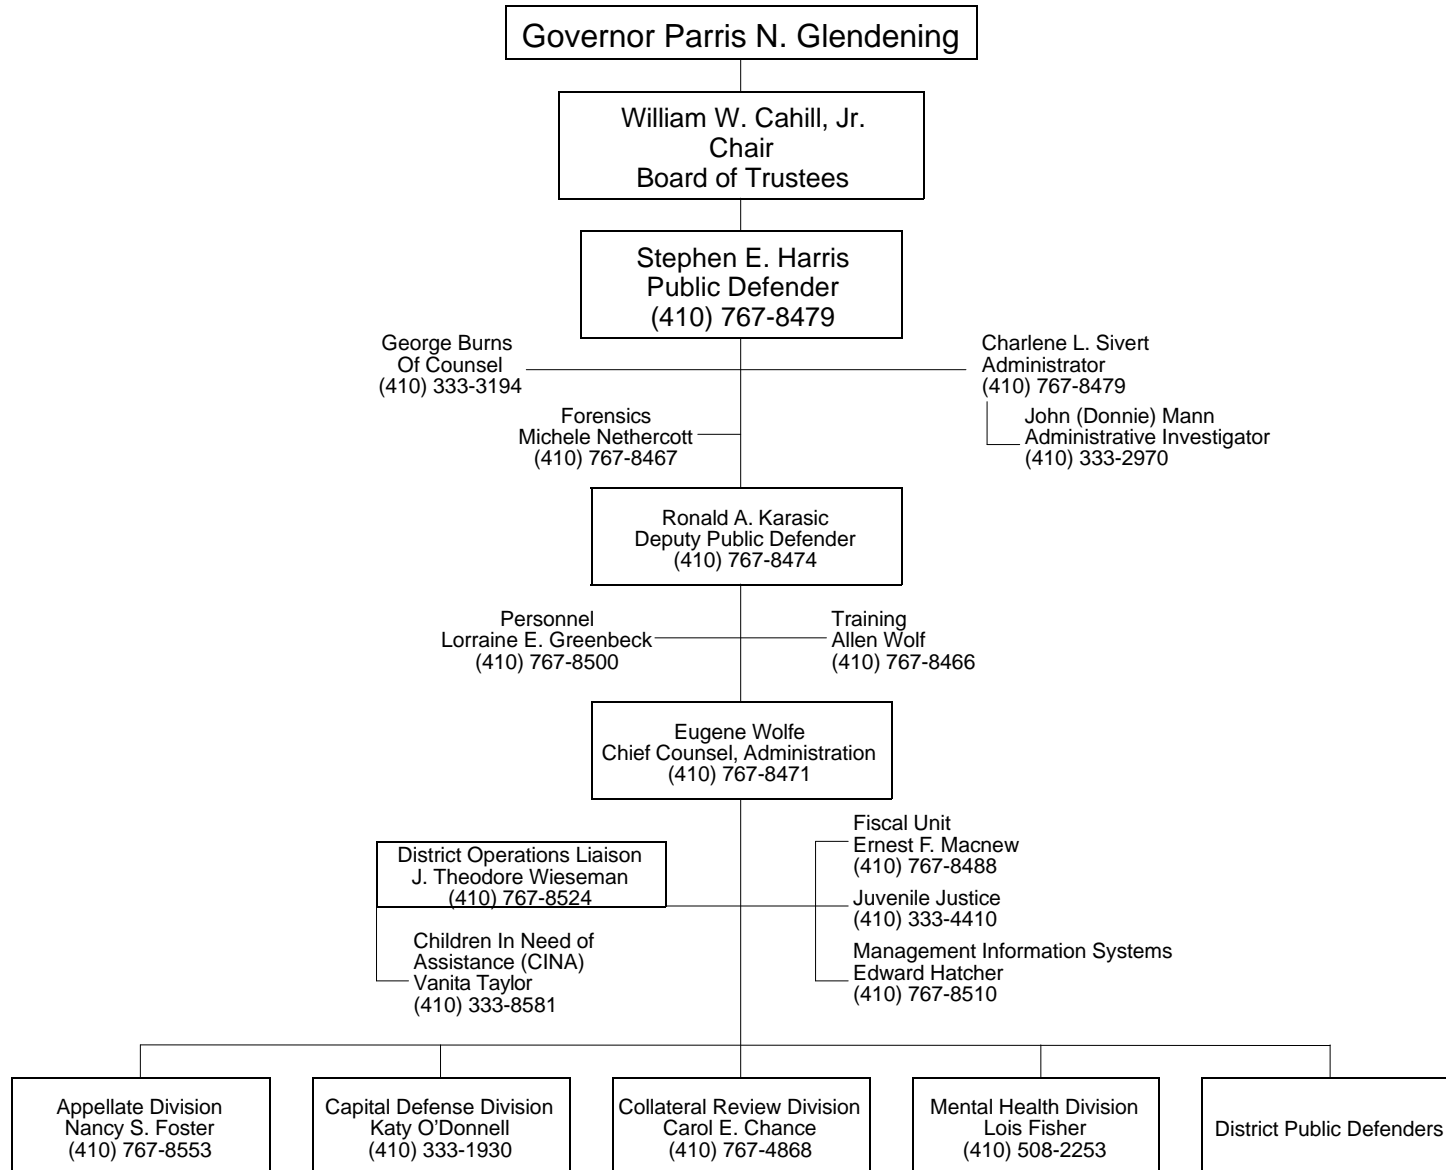 Governor Parris N. Glendening
William W. Cahill, Jr.
Chair
Board of Trustees
Stephen E. Harris
Public Defender
(410) 767-8479
George Burns
Of Counsel
(410) 333-3194
Charlene L. Sivert
Administrator
(410) 767-8479
John (Donnie) Mann
Administrative Investigator
(410) 333-2970
Forensics
Michele Nethercott
(410) 767-8467
Ronald A. Karasic
Deputy Public Defender
(410) 767-8474
Personnel
Lorraine E. Greenbeck
(410) 767-8500
Training
Allen Wolf
(410) 767-8466
Eugene Wolfe
Chief Counsel, Administration
(410) 767-8471
District Operations Liaison
J. Theodore Wieseman
(410) 767-8524
Children In Need of
Assistance (CINA)
Vanita Taylor
(410) 333-8581
Fiscal Unit
Ernest F. Macnew
(410) 767-8488
Juvenile Justice
(410) 333-4410
Management Information Systems
Edward Hatcher
(410) 767-8510
Appellate Division
Nancy S. Foster
(410) 767-8553
Capital Defense Division
Katy O'Donnell
(410) 333-1930
Collateral Review Division
Carol E. Chance
(410) 767-4868
Mental Health Division
Lois Fisher
(410) 508-2253
District Public Defenders